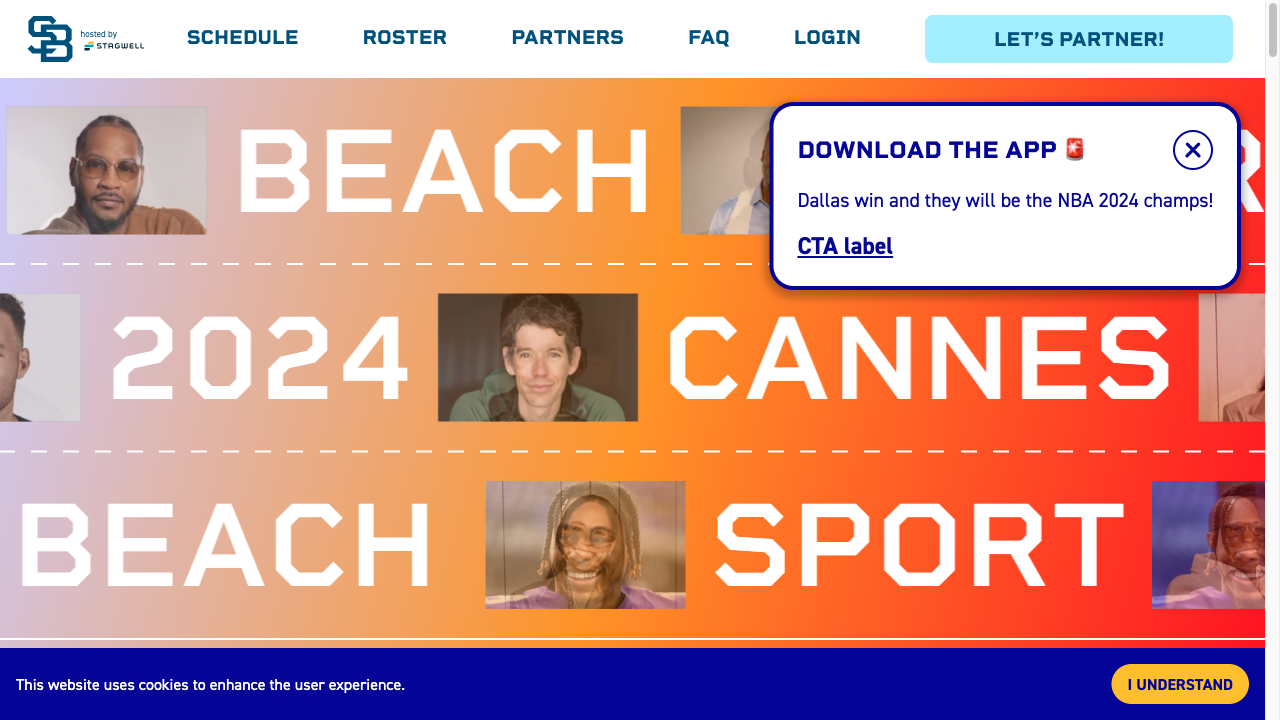 SB hosted by STAGWELL
SCHEDULE ROSTER PARTNERS FAQ LOGIN LET'S PARTNER!
BEACH R
DOWNLOAD THE APP 🚨
Dallas win and they will be the NBA 2024 champs!
CTA label
2024 CANNES
BEACH SPORT
This website uses cookies to enhance the user experience.
I UNDERSTAND